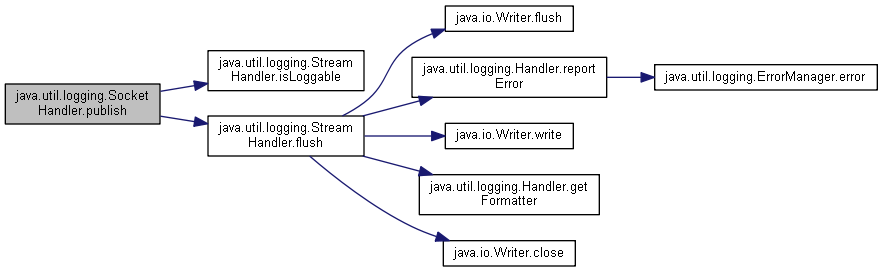 java.util.logging.Socket
Handler.publish
java.util.logging.Stream
Handler.isLoggable
java.util.logging.Stream
Handler.flush
java.io.Writer.flush
java.util.logging.Handler.report
Error
java.util.logging.ErrorManager.error
java.io.Writer.write
java.util.logging.Handler.get
Formatter
java.io.Writer.close